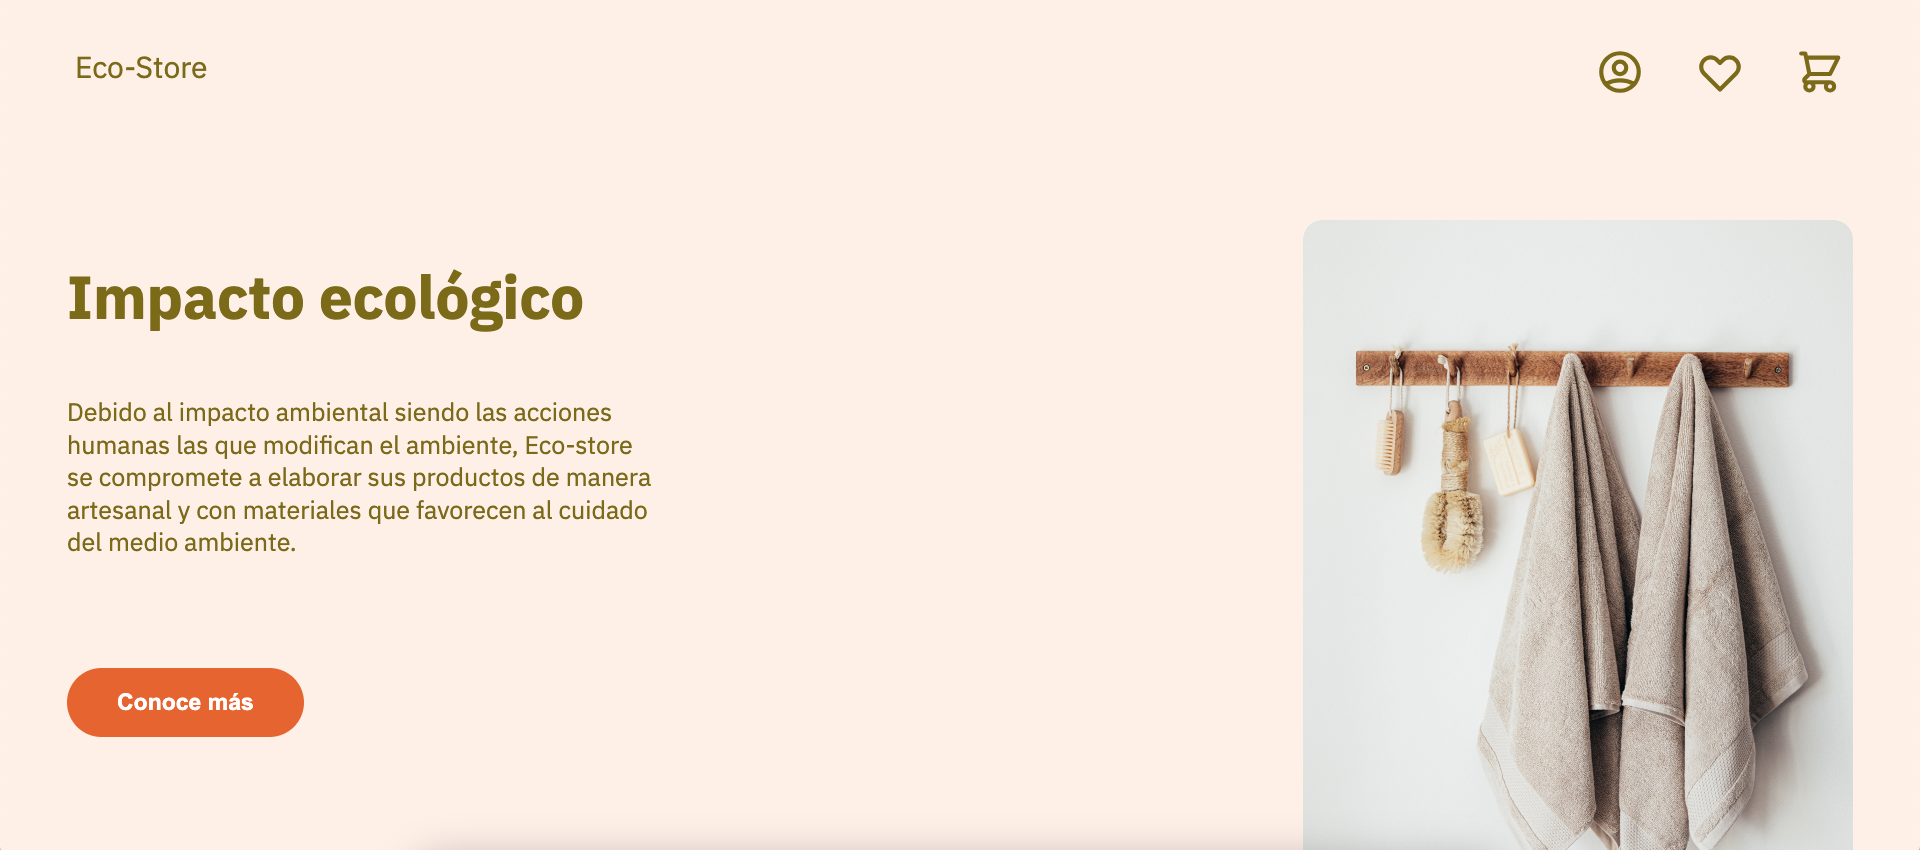 Eco-Store
Impacto ecológico
Debido al impacto ambiental siendo las acciones
humanas las que modifican el ambiente, Eco-store
se compromete a elaborar sus productos de manera
artesanal y con materiales que favorecen al cuidado
del medio ambiente.
Conoce más